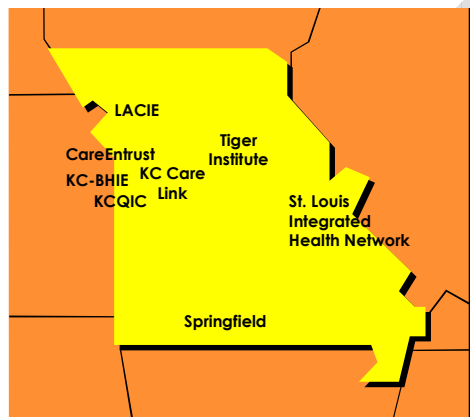 LACIE
Tiger
Institute
CareEntrust
KC-BHIE
KC Care
Link
KCQIC
St. Louis
Integrated
Health Network
Springfield